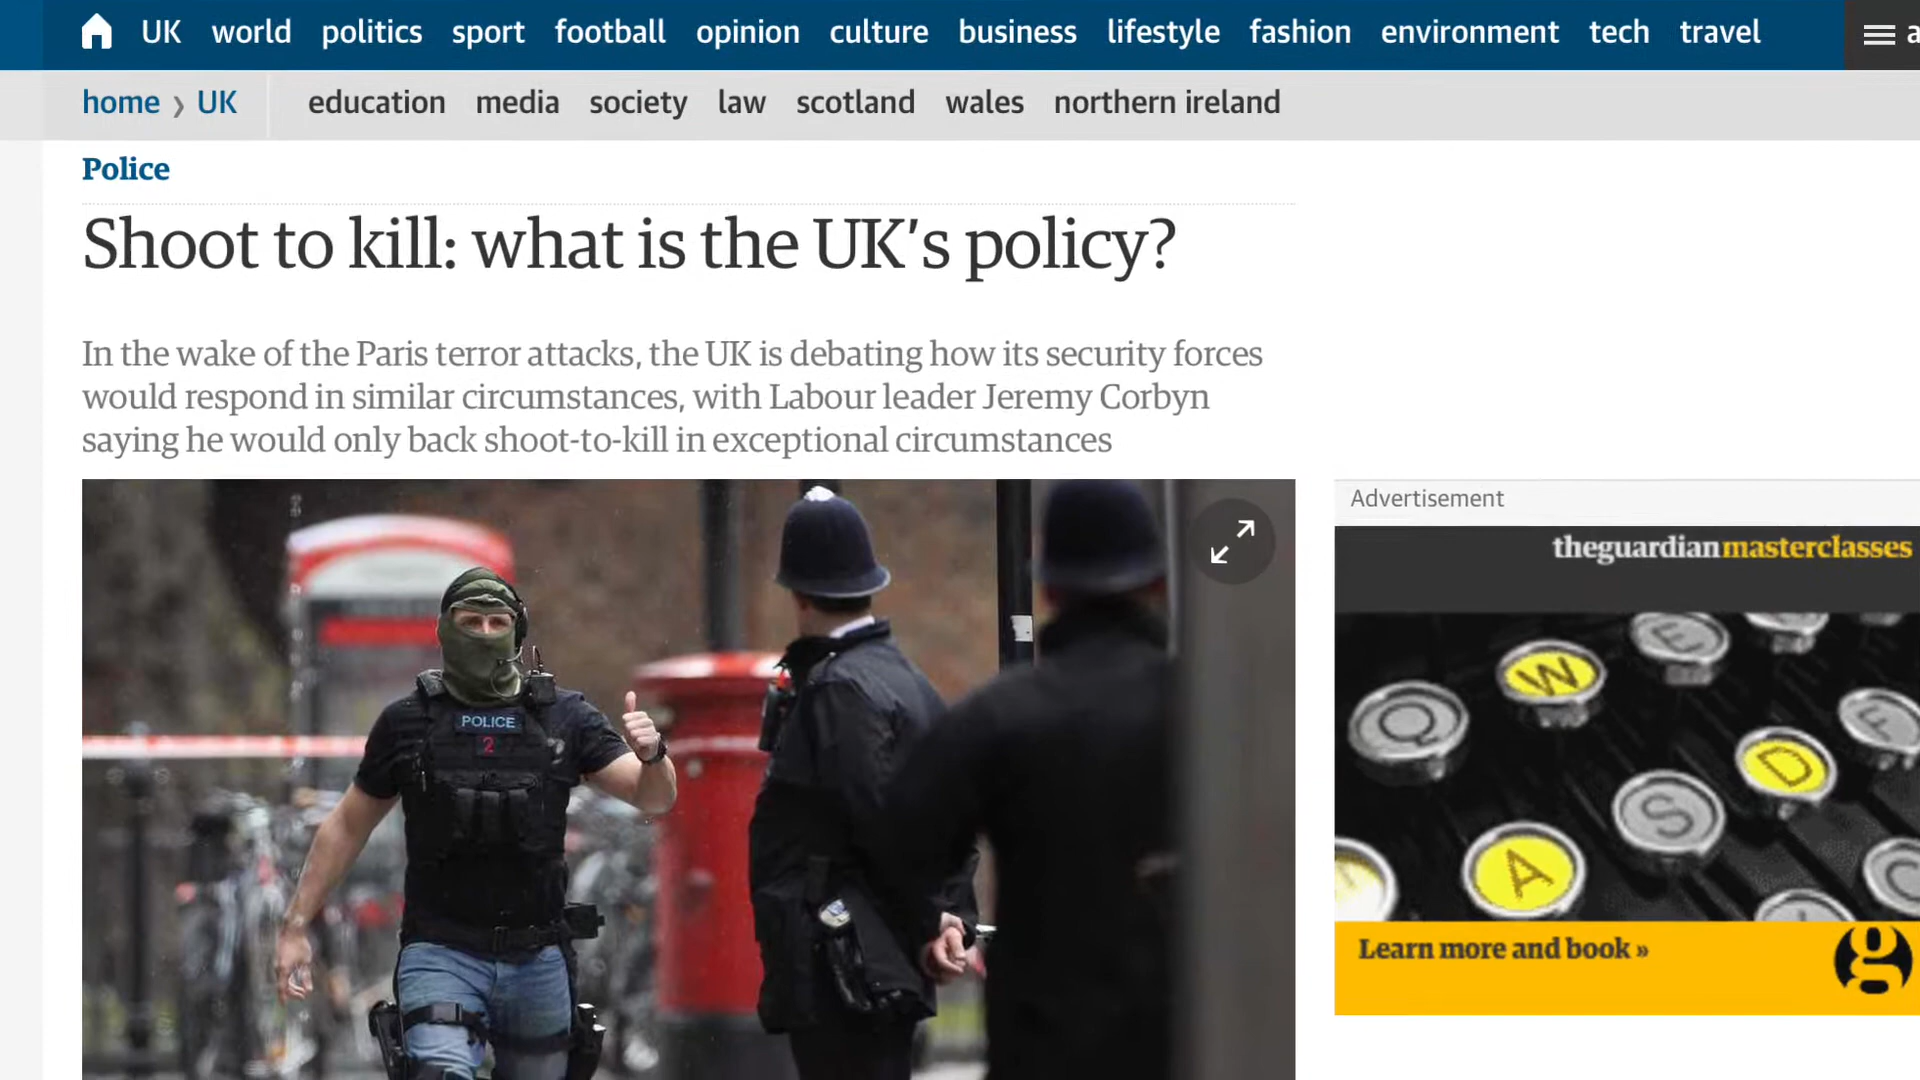 UK world politics sport football opinion culture business lifestyle fashion environment tech travel a
home › UK education media society law scotland wales northern ireland
Police
Shoot to kill: what is the UK’s policy?
In the wake of the Paris terror attacks, the UK is debating how its security forces
would respond in similar circumstances, with Labour leader Jeremy Corbyn
saying he would only back shoot-to-kill in exceptional circumstances
Advertisement
theguardianmasterclasses
POLICE
2
E
W
Q
F
D
S
A
C
Learn more and book »
g